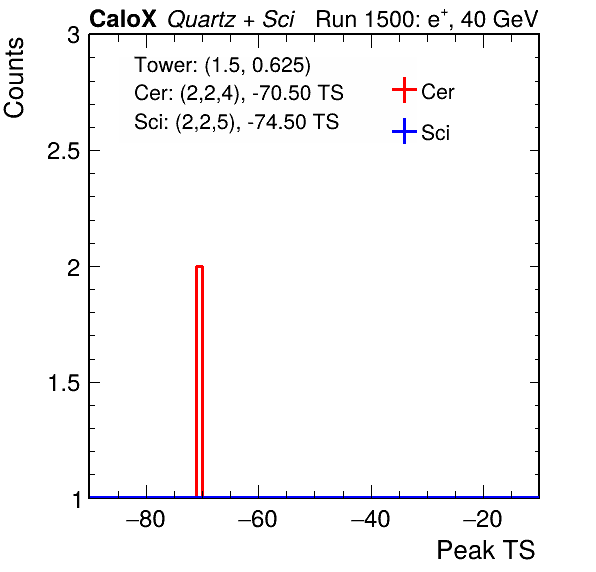 CaloX Quartz + Sci Run 1500: e⁺, 40 GeV
Counts
Tower: (1.5, 0.625)
Cer: (2,2,4), -70.50 TS
Sci: (2,2,5), -74.50 TS
Cer
Sci
3
2.5
2
1.5
1
−80 −60 −40 −20
Peak TS